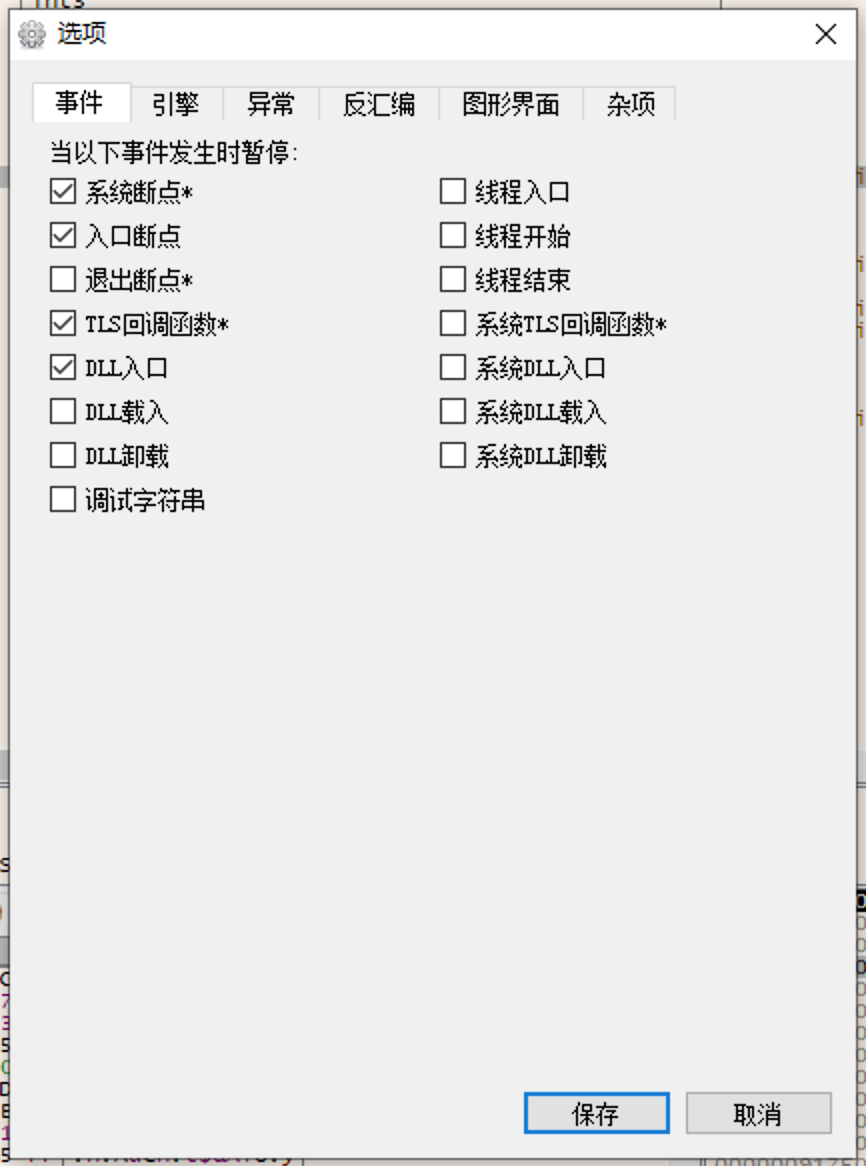 选项
事件 引擎 异常 反汇编 图形界面 杂项
当以下事件发生时暂停:
系统断点* 线程入口
入口断点 线程开始
退出断点* 线程结束
TLS回调函数* 系统TLS回调函数*
DLL入口 系统DLL入口
DLL载入 系统DLL载入
DLL卸载 系统DLL卸载
调试字符串
保存 取消